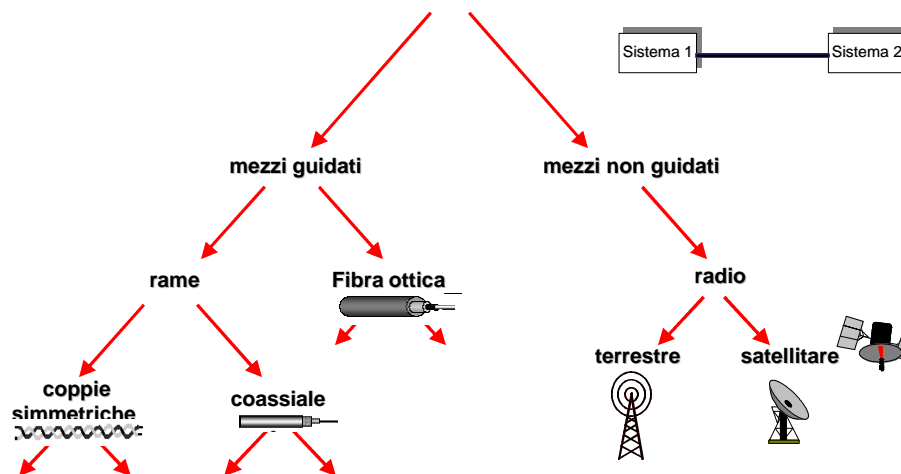 Sistema 1
Sistema 2
mezzi guidati
mezzi non guidati
rame
Fibra ottica
radio
terrestre
satellitare
coppie
simmetriche
coassiale